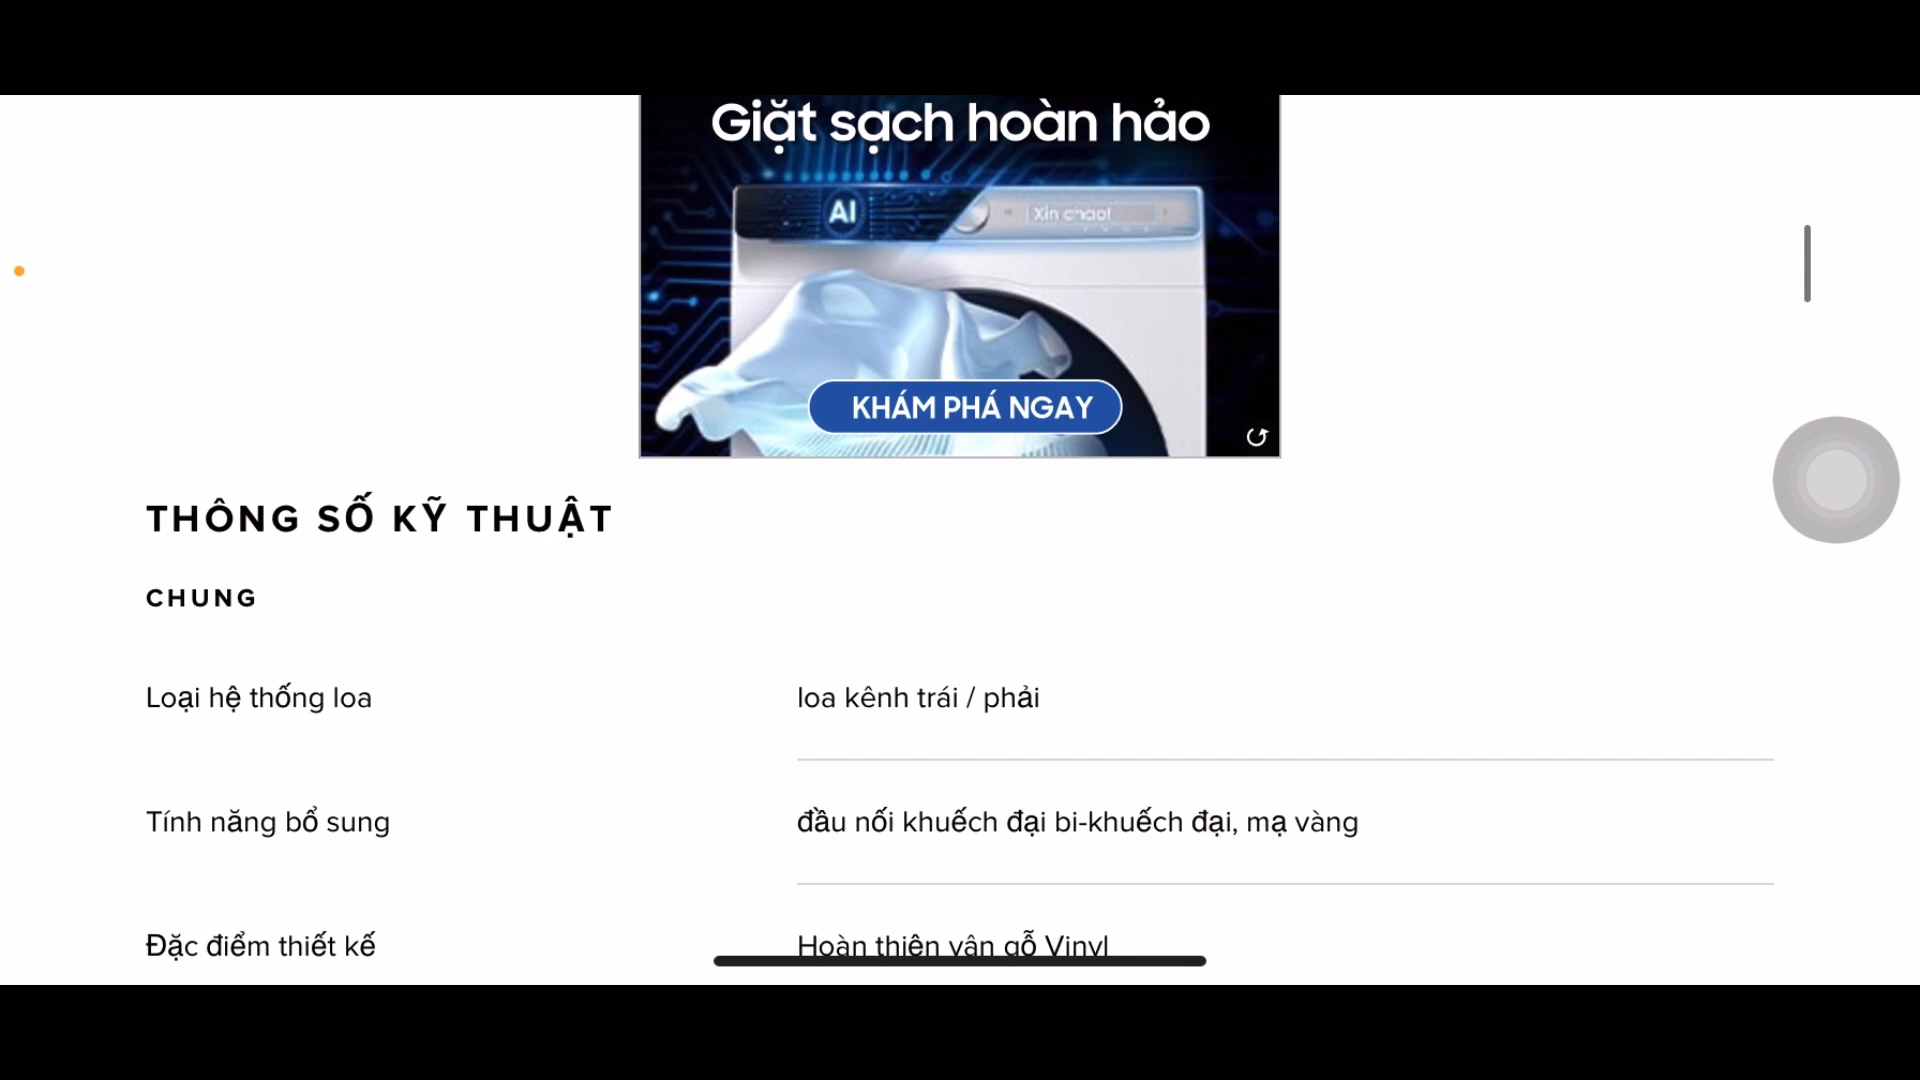 Giặt sạch hoàn hảo
AI
Xin chào!
KHÁM PHÁ NGAY
THÔNG SỐ KỸ THUẬT
CHUNG
Loại hệ thống loa
loa kênh trái / phải
Tính năng bổ sung
đầu nối khuếch đại bi-khuếch đại, mạ vàng
Đặc điểm thiết kế
Hoàn thiện vân gỗ Vinyl